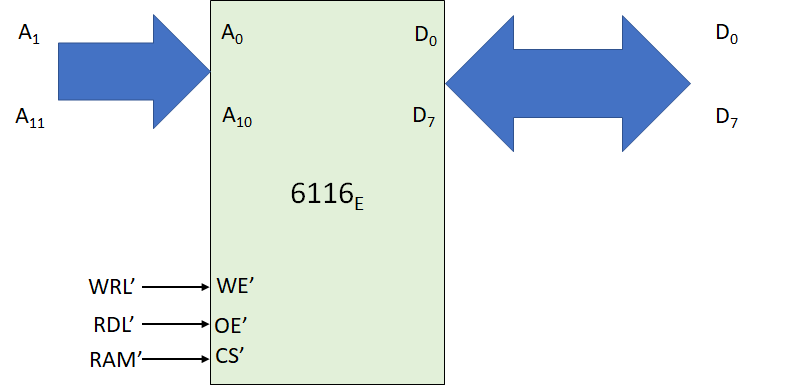 A1 A0 D0 D0
A11 A10 D7 D7
6116E
WRL’ WE’
RDL’ OE’
RAM’ CS’